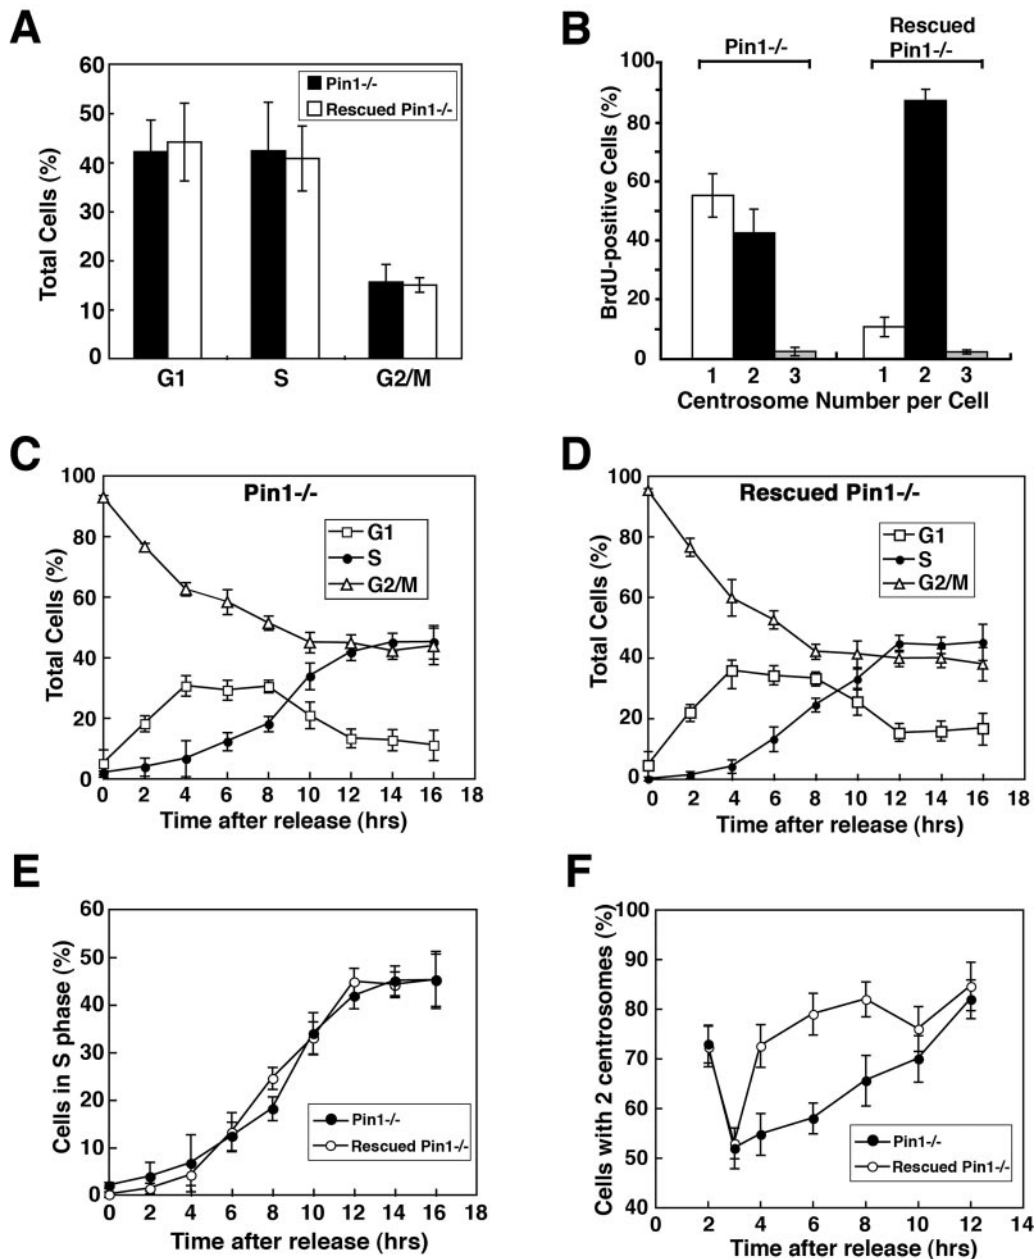 A
Total Cells (%)
60
50
40
30
20
10
0
G1 S G2/M
Pin1-/-
Rescued Pin1-/-
B
BrdU-positive Cells (%)
100
80
60
40
20
0
Pin1-/-
Rescued
Pin1-/-
1 2 3 1 2 3
Centrosome Number per Cell
C
Pin1-/-
Total Cells (%)
100
80
60
40
20
0
G1
S
G2/M
0 2 4 6 8 10 12 14 16 18
Time after release (hrs)
D
Rescued Pin1-/-
Total Cells (%)
100
80
60
40
20
0
G1
S
G2/M
0 2 4 6 8 10 12 14 16 18
Time after release (hrs)
E
Cells in S phase (%)
60
50
40
30
20
10
0
Pin1-/-
Rescued Pin1-/-
0 2 4 6 8 10 12 14 16 18
Time after release (hrs)
F
Cells with 2 centrosomes (%)
100
90
80
70
60
50
40
Pin1-/-
Rescued Pin1-/-
0 2 4 6 8 10 12 14
Time after release (hrs)